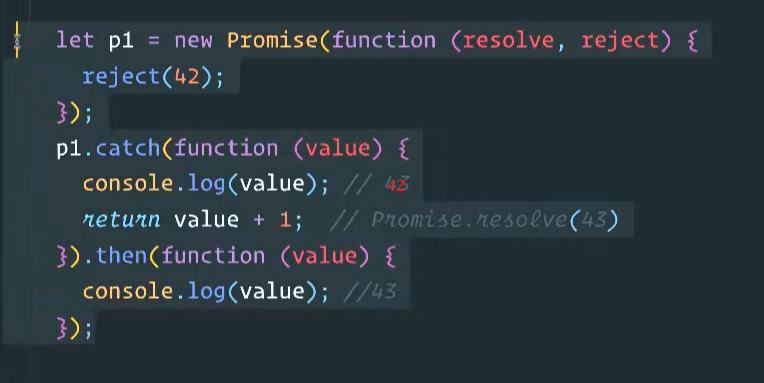 let p1 = new Promise(function (resolve, reject) {
reject(42);
});
p1.catch(function (value) {
console.log(value); // 42
return value + 1; // Promise.resolve(43)
}).then(function (value) {
console.log(value); //43
});